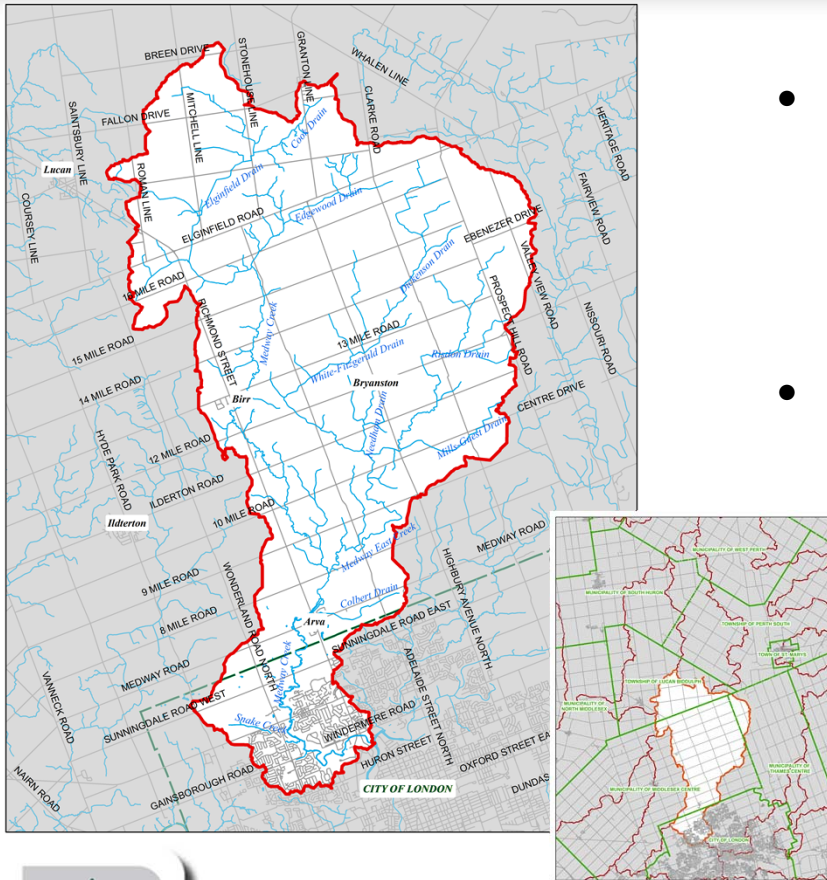 BREEN DRIVE
STONEHOUSE LINE
GRANTON LINE
WHALEN LINE
SAINTSBURY LINE
FALLON DRIVE
MITCHELL LINE
Cook Drain
CLARKE ROAD
HERITAGE ROAD
Lucan
ROMAN LINE
Elginfield Drain
Edgewood Drain
FAIRVIEW ROAD
COURSEY LINE
ELGINFIELD ROAD
EBENEZER DRIVE
Dickenson Drain
VALLEY VIEW ROAD
16 MILE ROAD
RICHMOND STREET
Medway Creek
PROSPECT HILL ROAD
NISSOURI ROAD
15 MILE ROAD
13 MILE ROAD
White-Fitzgerald Drain
Risdon Drain
14 MILE ROAD
Bryanston
Birr
CENTRE DRIVE
Needham Drain
Mills-Guest Drain
HYDE PARK ROAD
12 MILE ROAD
ILDERTON ROAD
Ildterton
10 MILE ROAD
Medway East Creek
MEDWAY ROAD
HIGHBURY AVENUE NORTH
9 MILE ROAD
WONDERLAND ROAD NORTH
Colbert Drain
8 MILE ROAD
Arva
SUNNINGDALE ROAD EAST
MEDWAY ROAD
Medway Creek
ADELAIDE STREET NORTH
VANNECK ROAD
SUNNINGDALE ROAD WEST
Snake Creek
WINDERMERE ROAD
HURON STREET
OXFORD STREET EA
NAIRN ROAD
GAINSBOROUGH ROAD
CITY OF LONDON
DUNDAS
MUNICIPALITY OF WEST PERTH
MUNICIPALITY OF SOUTH HURON
TOWNSHIP OF PERTH SOUTH
TOWN OF ST. MARYS
TOWNSHIP OF LUCAN BIDDULPH
MUNICIPALITY OF
NORTH MIDDLESEX
MUNICIPALITY OF
THAMES CENTRE
MUNICIPALITY OF MIDDLESEX CENTRE
CITY OF LONDON